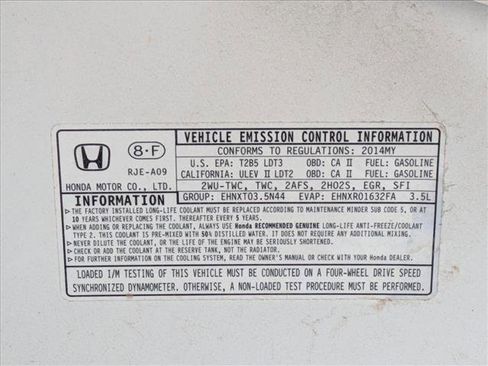 VEHICLE EMISSION CONTROL INFORMATION
8-F
CONFORMS TO REGULATIONS: 2014MY
RJE-A09
U.S. EPA: T2B5 LDT3 OBD: CA II FUEL: GASOLINE
CALIFORNIA: ULEV II LDT2 OBD: CA II FUEL: GASOLINE
HONDA MOTOR CO., LTD.
2WU-TWC, TWC, 2AFS, 2HO2S, EGR, SFI
INFORMATION
GROUP: EHNXT03.5N44 EVAP: EHNXR01632FA 3.5L
▷ THE FACTORY INSTALLED LONG-LIFE COOLANT MUST BE REPLACED ACCORDING TO MAINTENANCE MINDER SUB CODE 5, OR AT
10 YEARS WHICHEVER COMES FIRST. THEREAFTER EVERY 5 YEARS.
▷ WHEN ADDING OR REPLACING THE COOLANT, ALWAYS USE Honda RECOMMENDED GENUINE LONG-LIFE ANTI-FREEZE/COOLANT
TYPE 2. THIS COOLANT IS PRE-MIXED WITH 50% DISTILLED WATER. IT DOES NOT REQUIRE ANY ADDITIONAL MIXING.
▷ NEVER DILUTE THE COOLANT, OR THE LIFE OF THE ENGINE MAY BE SERIOUSLY SHORTENED.
▷ CHECK OR ADD THE COOLANT AT THE RESERVE TANK, NOT THE RADIATOR.
▷ FOR FURTHER INFORMATION ON THE COOLING SYSTEM, READ THE OWNER'S MANUAL OR CHECK WITH YOUR Honda DEALER.
LOADED I/M TESTING OF THIS VEHICLE MUST BE CONDUCTED ON A FOUR-WHEEL DRIVE SPEED
SYNCHRONIZED DYNAMOMETER. OTHERWISE, A NON-LOADED TEST PROCEDURE MUST BE PERFORMED.